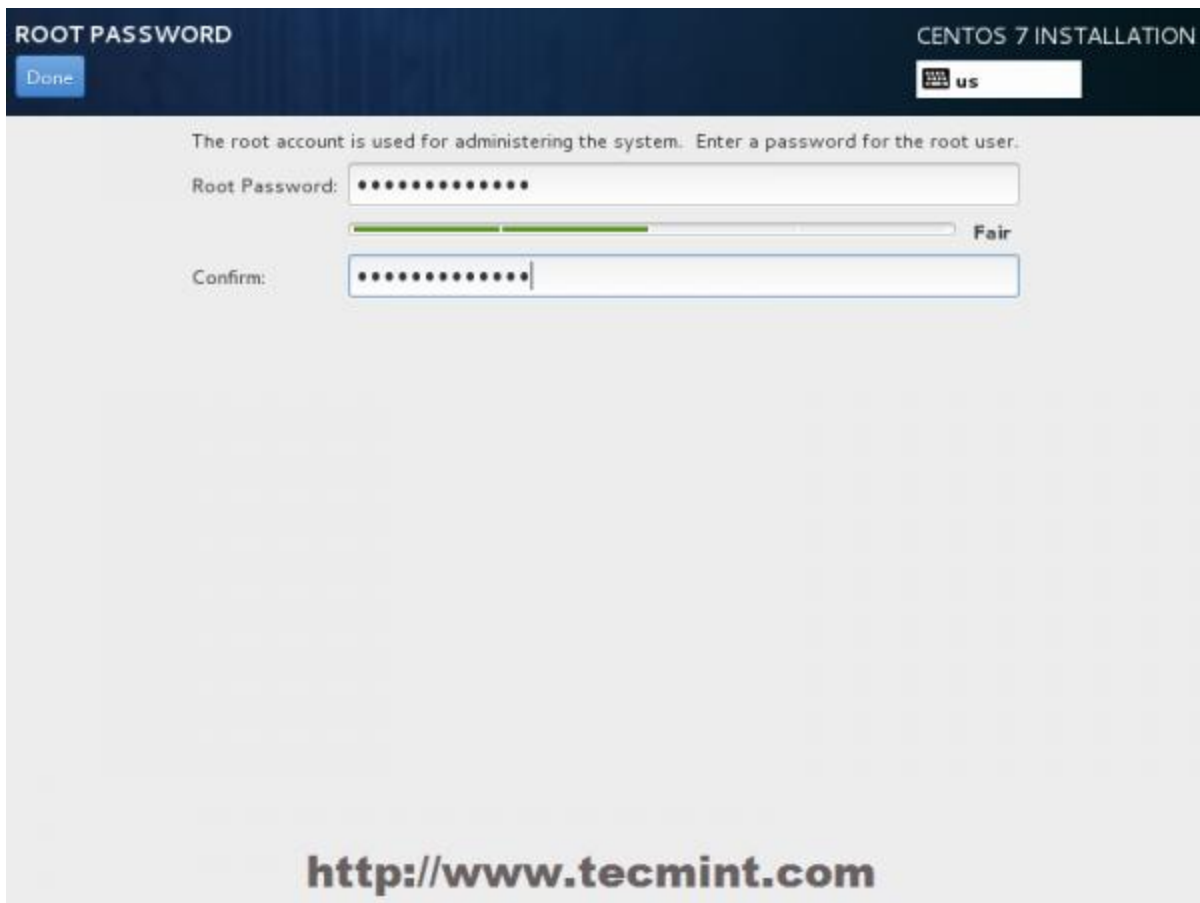 ROOT PASSWORD
CENTOS 7 INSTALLATION
Done
us
The root account is used for administering the system. Enter a password for the root user.
Root Password: •••••••••••••
Fair
Confirm: •••••••••••••
http://www.tecmint.com